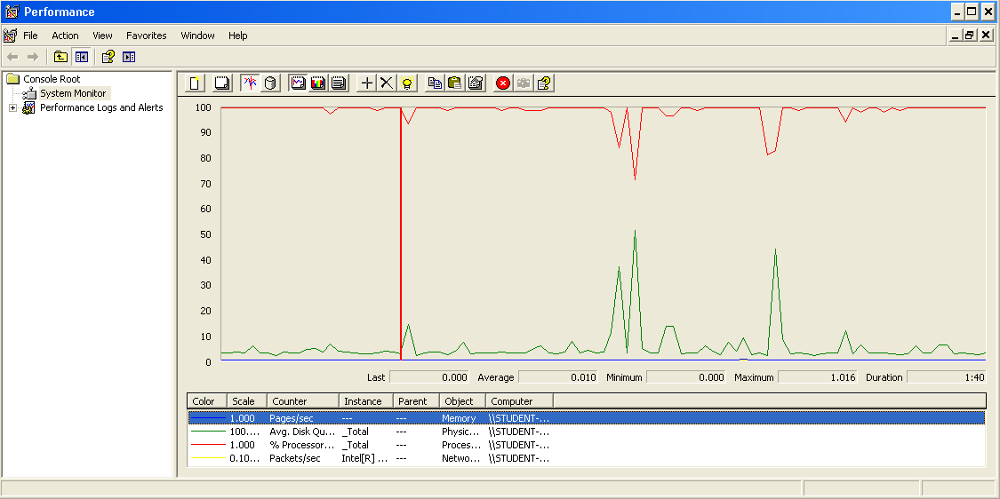 Performance
File Action View Favorites Window Help
Console Root
System Monitor
Performance Logs and Alerts
100
90
80
70
60
50
40
30
20
10
0
Last 0.000 Average 0.010 Minimum 0.000 Maximum 1.016 Duration 1:40
Color Scale Counter Instance Parent Object Computer
1.000 Pages/sec --- --- Memory \\STUDENT-...
100.... Avg. Disk Qu... _Total --- Physic... \\STUDENT-...
1.000 % Processor... _Total --- Proces... \\STUDENT-...
0.10... Packets/sec Intel[R] ... --- Netwo... \\STUDENT-...